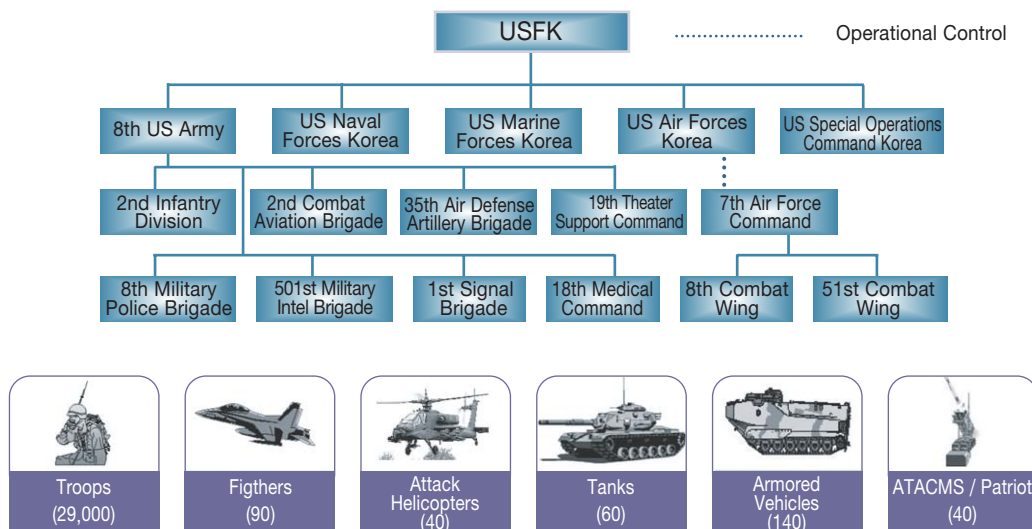 USFK
Operational Control
8th US Army
US Naval
Forces Korea
US Marine
Forces Korea
US Air Forces
Korea
US Special Operations
Command Korea
2nd Infantry
Division
2nd Combat
Aviation Brigade
35th Air Defense
Artillery Brigade
19th Theater
Support Command
7th Air Force
Command
8th Military
Police Brigade
501st Military
Intel Brigade
1st Signal
Brigade
18th Medical
Command
8th Combat
Wing
51st Combat
Wing
Troops
(29,000)
Figthers
(90)
Attack
Helicopters
(40)
Tanks
(60)
Armored
Vehicles
(140)
ATACMS / Patriot
(40)